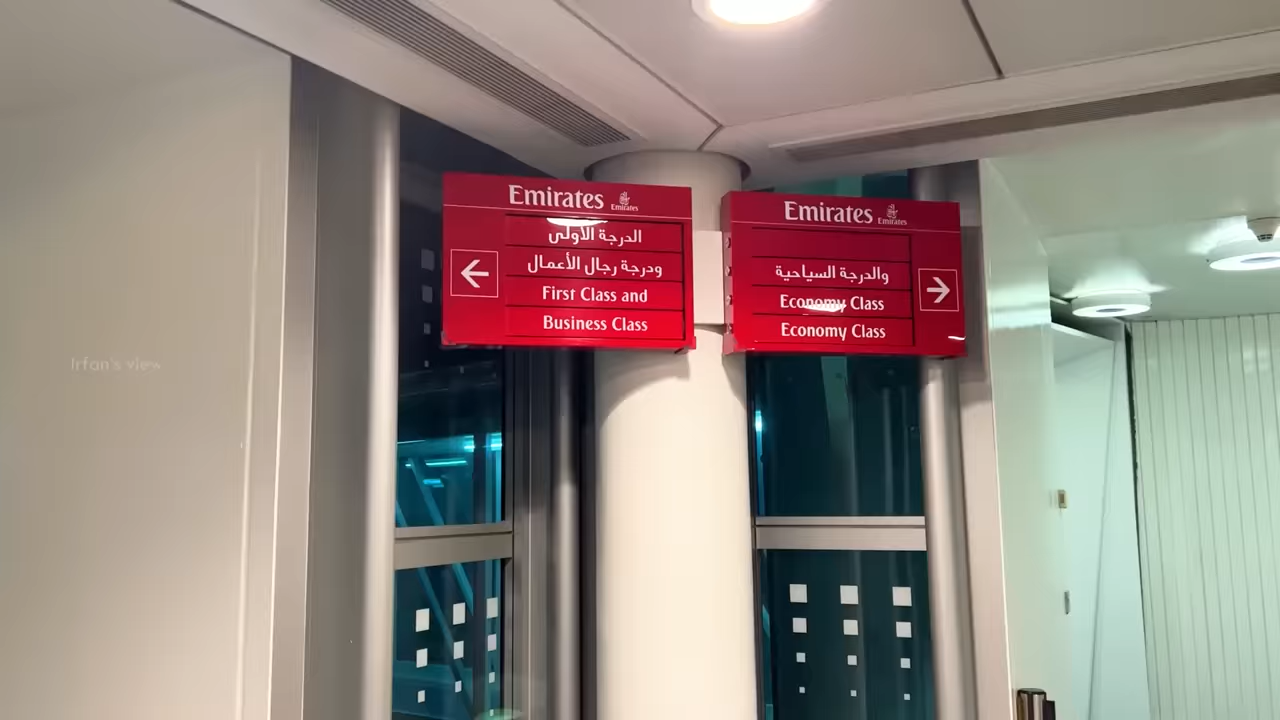 Emirates
Emirates
الدرجة الأولى
ودرجة رجال الأعمال
First Class and
Business Class
Emirates
Emirates
والدرجة السياحية
Economy Class
Economy Class
Irfan's view